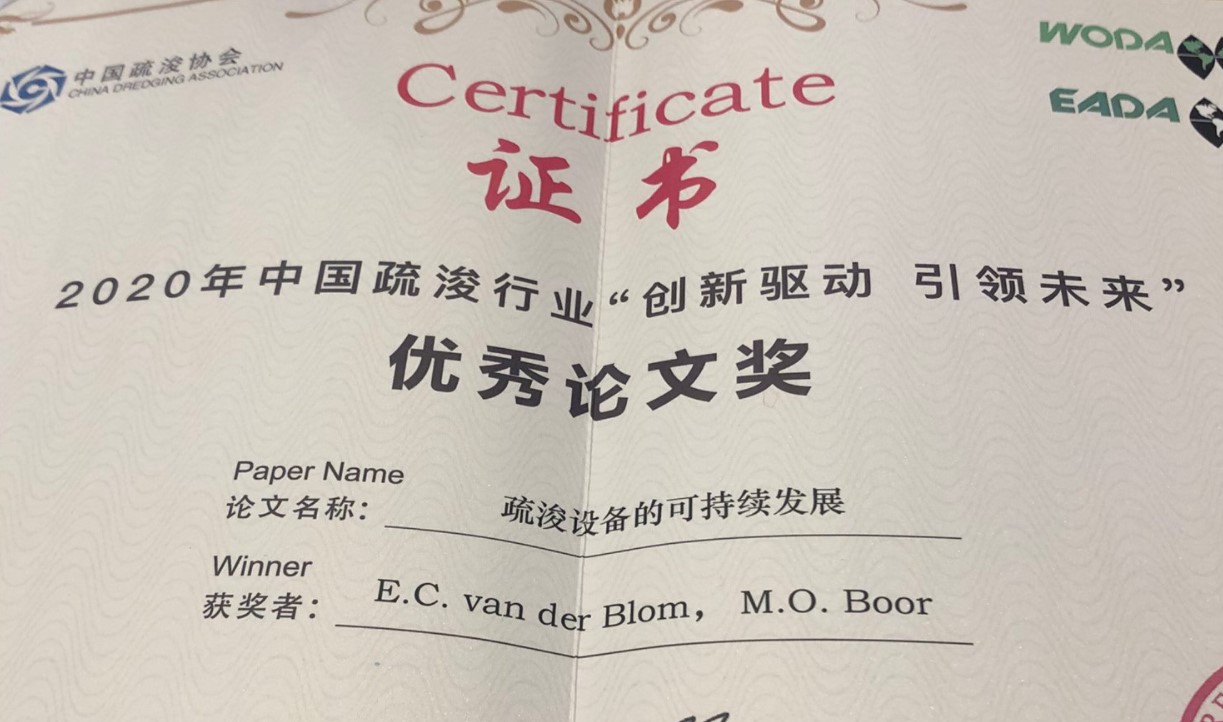 中国疏浚协会
CHINA DREDGING ASSOCIATION
WODA
EADA
Certificate
证书
2020年中国疏浚行业“创新驱动 引领未来”
优秀论文奖
Paper Name
论文名称：疏浚设备的可持续发展
Winner
获奖者：E.C. van der Blom， M.O. Boor